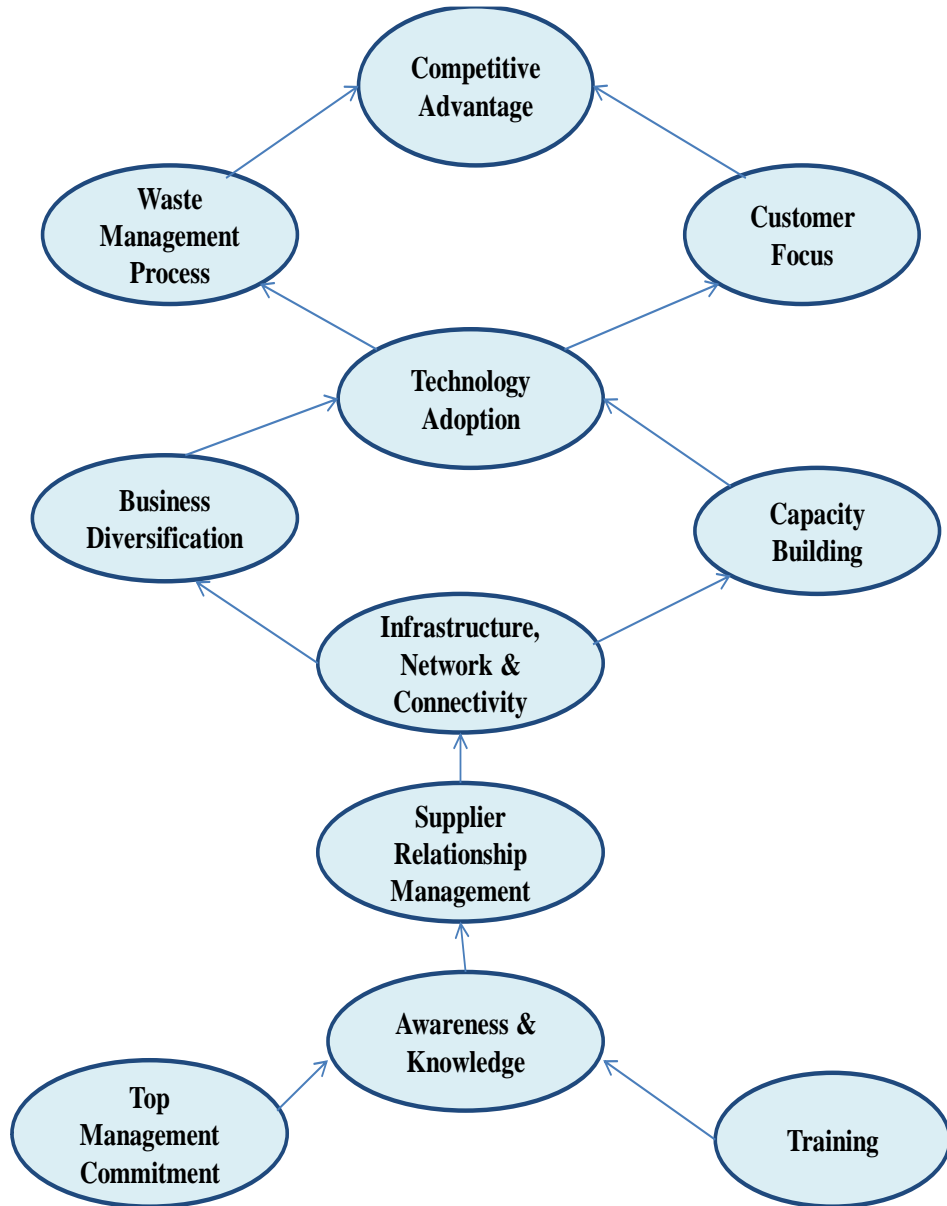 Competitive
Advantage
Waste
Management
Process
Customer
Focus
Technology
Adoption
Business
Diversification
Capacity
Building
Infrastructure,
Network &
Connectivity
Supplier
Relationship
Management
Awareness &
Knowledge
Top
Management
Commitment
Training